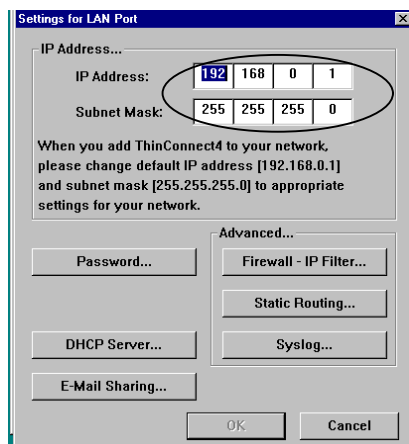 Settings for LAN Port
IP Address...
IP Address: 192 168 0 1
Subnet Mask: 255 255 255 0
When you add ThinConnect4 to your network,
please change default IP address [192.168.0.1]
and subnet mask [255.255.255.0] to appropriate
settings for your network.
Advanced...
Password...
Firewall - IP Filter...
Static Routing...
DHCP Server...
Syslog...
E-Mail Sharing...
OK
Cancel